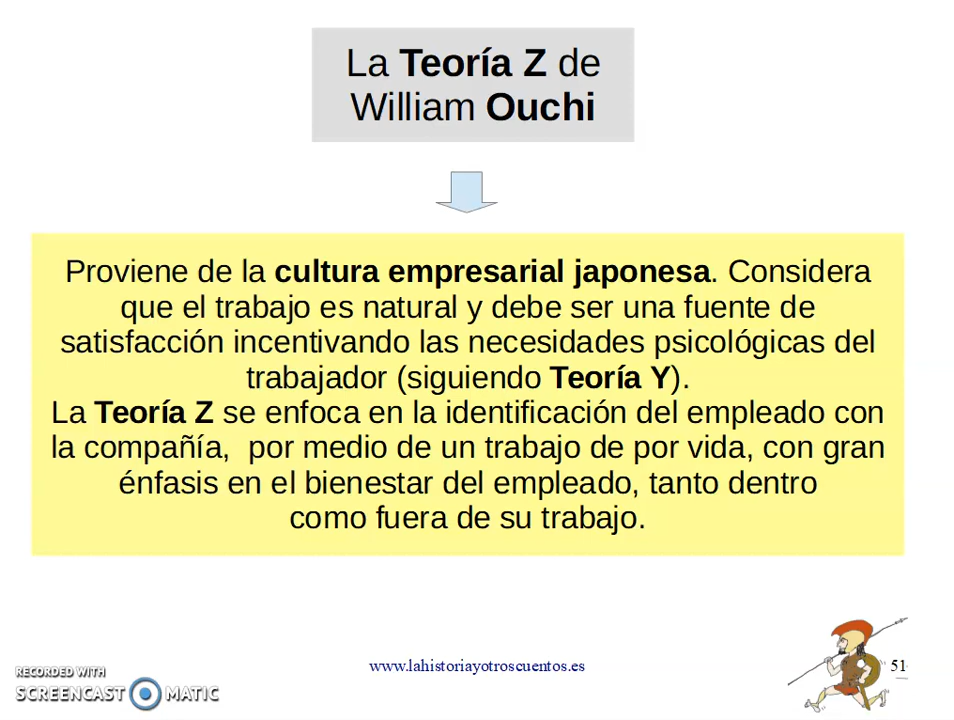 La Teoría Z de
William Ouchi
Proviene de la cultura empresarial japonesa. Considera
que el trabajo es natural y debe ser una fuente de
satisfacción incentivando las necesidades psicológicas del
trabajador (siguiendo Teoría Y).
La Teoría Z se enfoca en la identificación del empleado con
la compañía, por medio de un trabajo de por vida, con gran
énfasis en el bienestar del empleado, tanto dentro
como fuera de su trabajo.
www.lahistoriayotroscuentos.es
51
RECORDED WITH
SCREENCAST MATIC